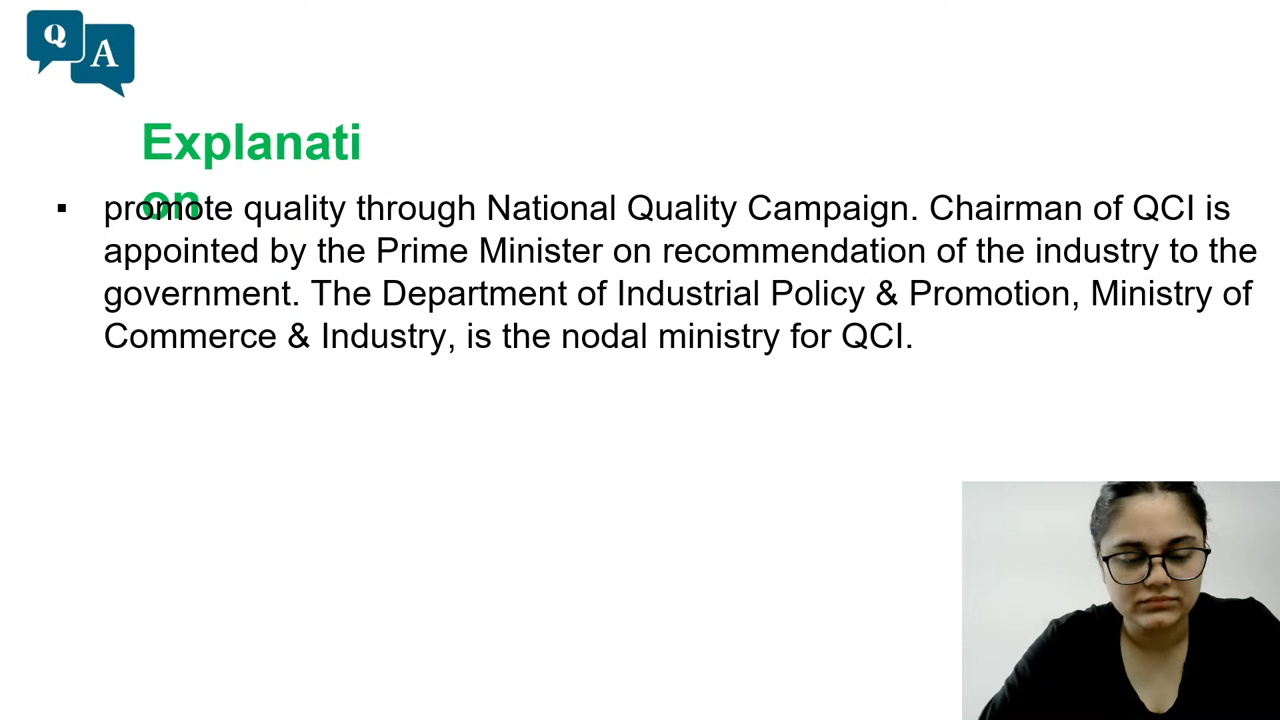 Q
A
Explanati
on
▪ promote quality through National Quality Campaign. Chairman of QCI is
appointed by the Prime Minister on recommendation of the industry to the
government. The Department of Industrial Policy & Promotion, Ministry of
Commerce & Industry, is the nodal ministry for QCI.